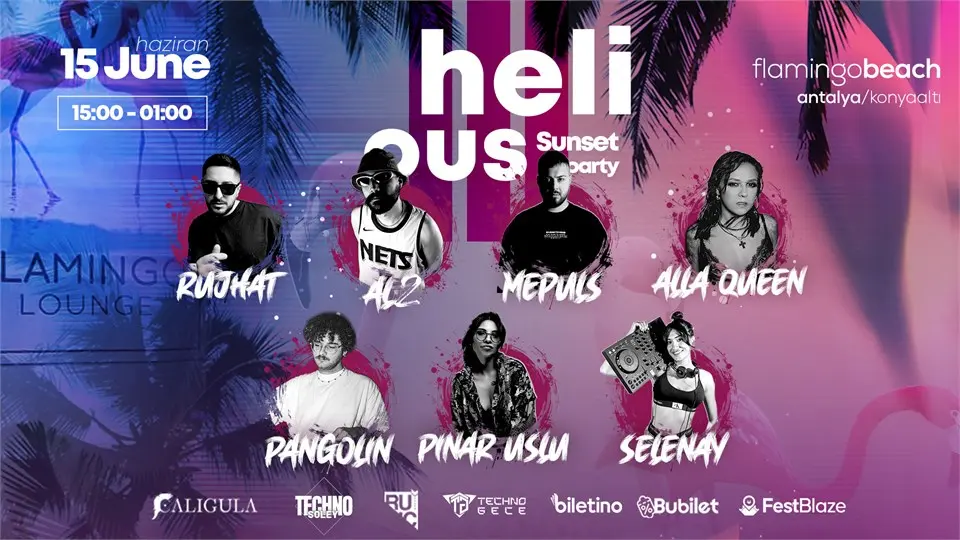 haziran
15 June
15:00 - 01:00
heli
ous
Sunset
party
flamingobeach
antalya/konyaaltı
LAMINGO
LOUNGE
NETS
RUJHAT
AL2
MEPULS
ALLA QUEEN
PANGOLIN
PINAR USLU
SELENAY
CALIGULA
TECHNO
SOLEY
TECHNO
GECE
biletino
Bubilet
FestBlaze